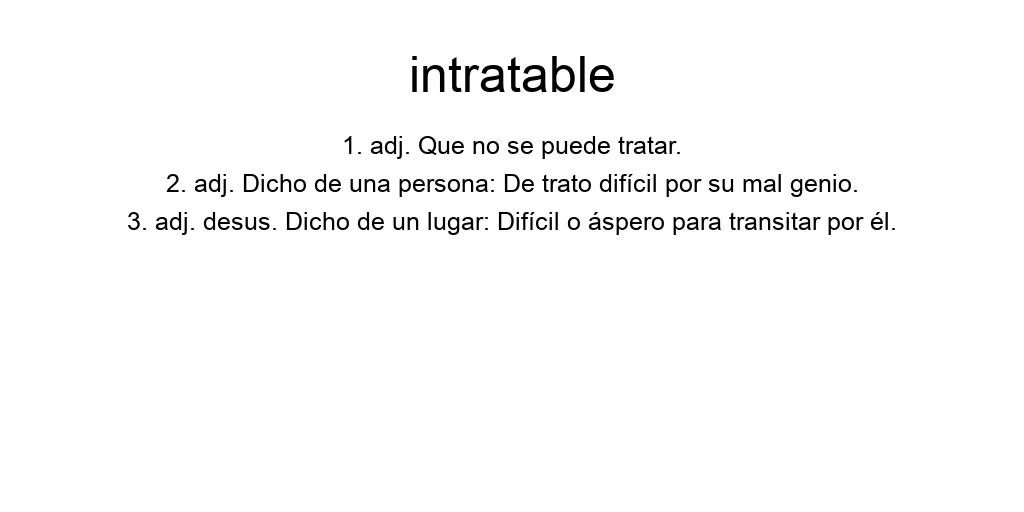 intratable
1. adj. Que no se puede tratar.
2. adj. Dicho de una persona: De trato difícil por su mal genio.
3. adj. desus. Dicho de un lugar: Difícil o áspero para transitar por él.